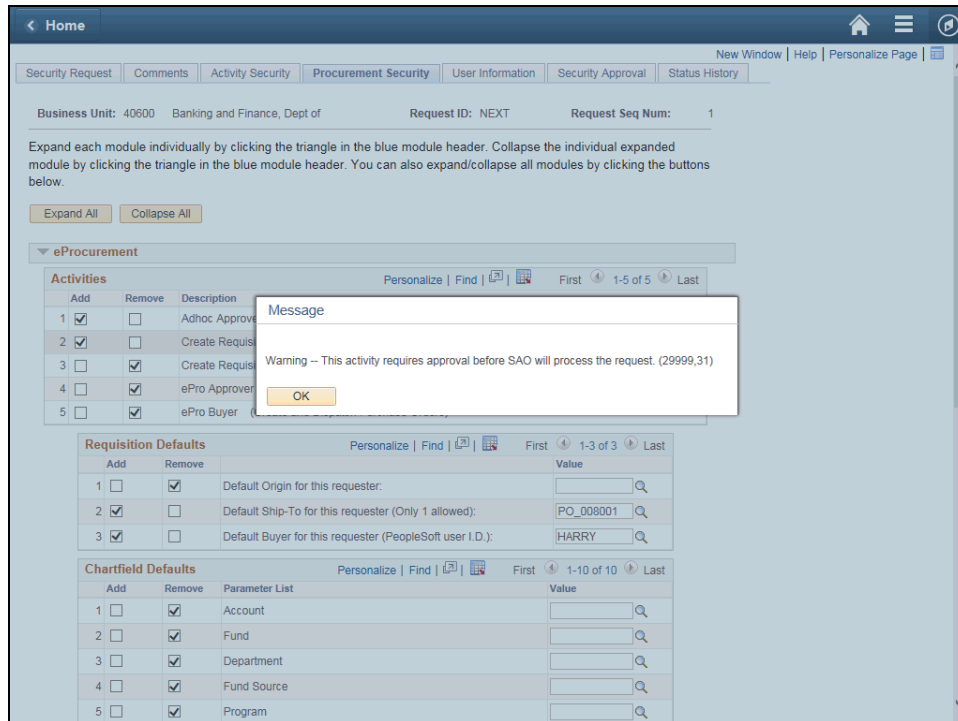 Home
New Window | Help | Personalize Page |
Security Request Comments Activity Security Procurement Security User Information Security Approval Status History
Business Unit: 40600 Banking and Finance, Dept of Request ID: NEXT Request Seq Num: 1
Expand each module individually by clicking the triangle in the blue module header. Collapse the individual expanded
module by clicking the triangle in the blue module header. You can also expand/collapse all modules by clicking the buttons
below.
Expand All Collapse All
eProcurement
Activities Personalize | Find | First 1-5 of 5 Last
Add Remove Description
1 Adhoc Approve
2 Create Requisi
3 Create Requisi
4 ePro Approver
5 ePro Buyer
Message
Warning -- This activity requires approval before SAO will process the request. (29999,31)
OK
Requisition Defaults Personalize | Find | First 1-3 of 3 Last
Add Remove Value
1 Default Origin for this requester:
2 Default Ship-To for this requester (Only 1 allowed): PO_008001
3 Default Buyer for this requester (PeopleSoft user I.D.): HARRY
Chartfield Defaults Personalize | Find | First 1-10 of 10 Last
Add Remove Parameter List Value
1 Account
2 Fund
3 Department
4 Fund Source
5 Program